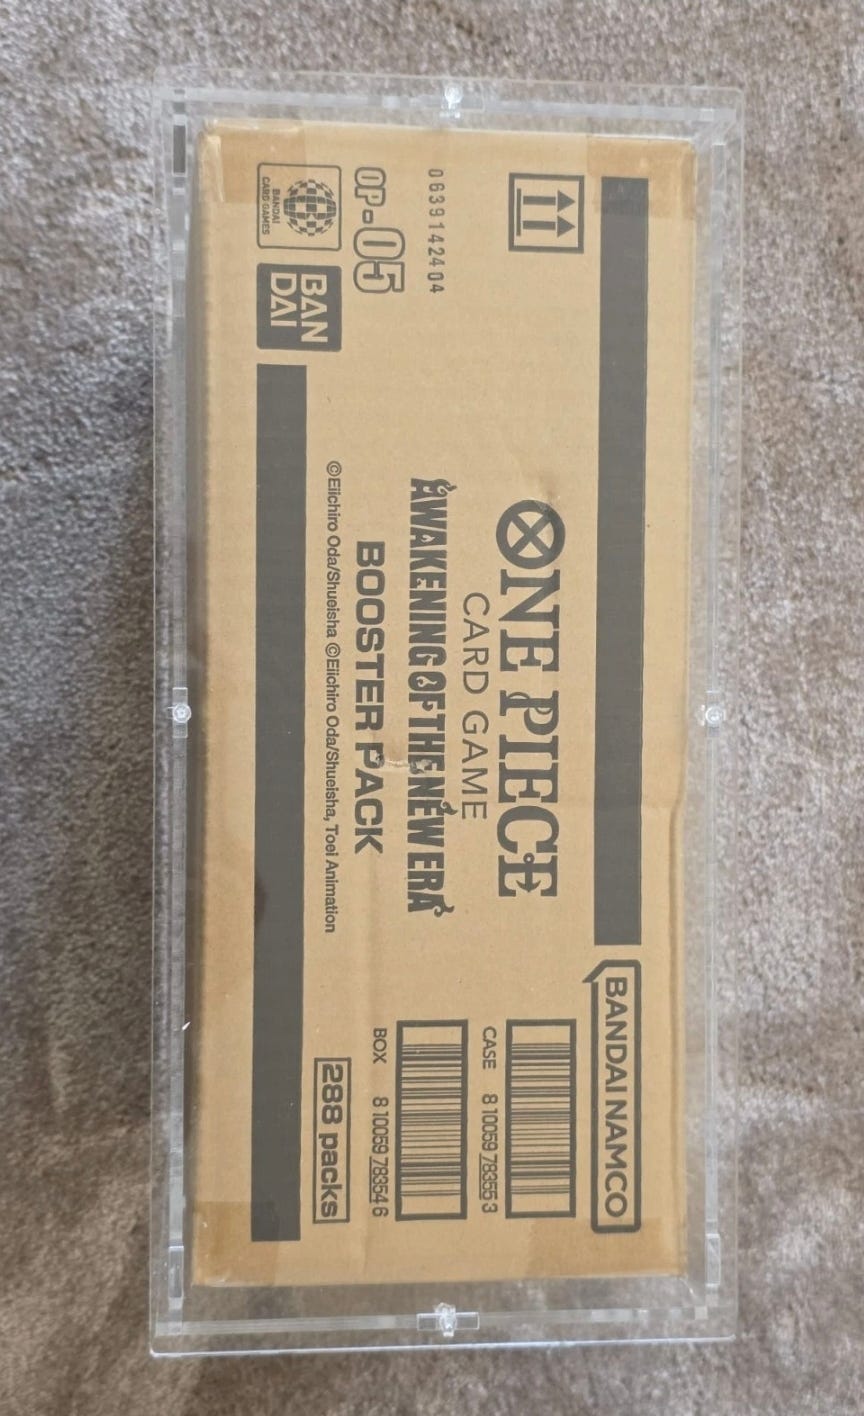 BANDAI NAMCO
ONE PIECE
CARD GAME
AWAKENING OF THE NEW ERA
BOOSTER PACK
©Eiichiro Oda/Shueisha ©Eiichiro Oda/Shueisha, Toei Animation
0639142404
OP-05
BANDAI
CARD GAMES
BAN
DAI
CASE 8 10059 78355 3
BOX 8 10059 78354 6
288 packs